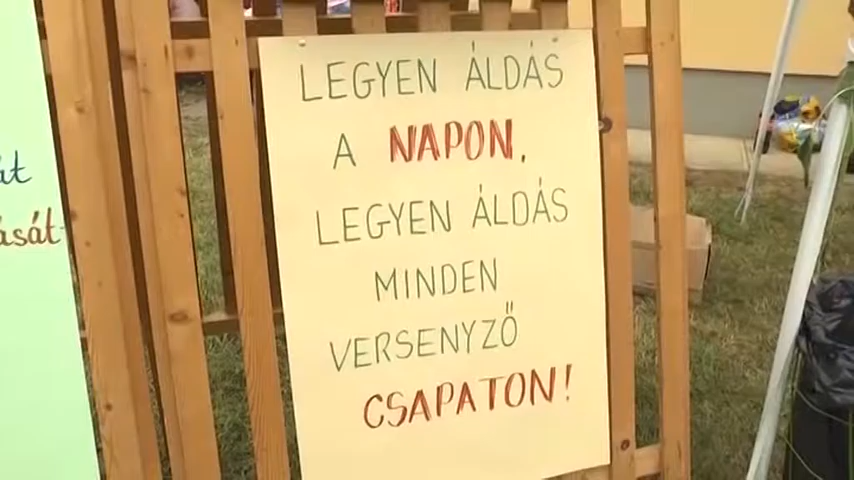 LEGYEN ÁLDÁS
A NAPON,
LEGYEN ÁLDÁS
MINDEN
VERSENYZŐ
CSAPATON!